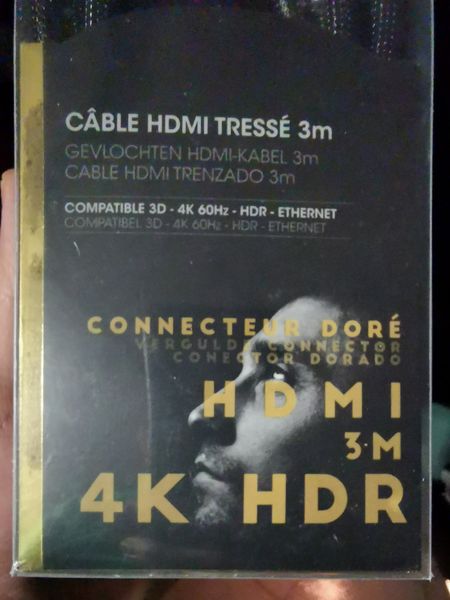 CÂBLE HDMI TRESSÉ 3m
GEVLOCHTEN HDMI-KABEL 3m
CABLE HDMI TRENZADO 3m
COMPATIBLE 3D - 4K 60Hz - HDR - ETHERNET
COMPATIBEL 3D - 4K 60Hz - HDR - ETHERNET
CONNECTEUR DORÉ
VERGULDE CONNECTOR
CONECTOR DORADO
HDMI
3 M
4K HDR